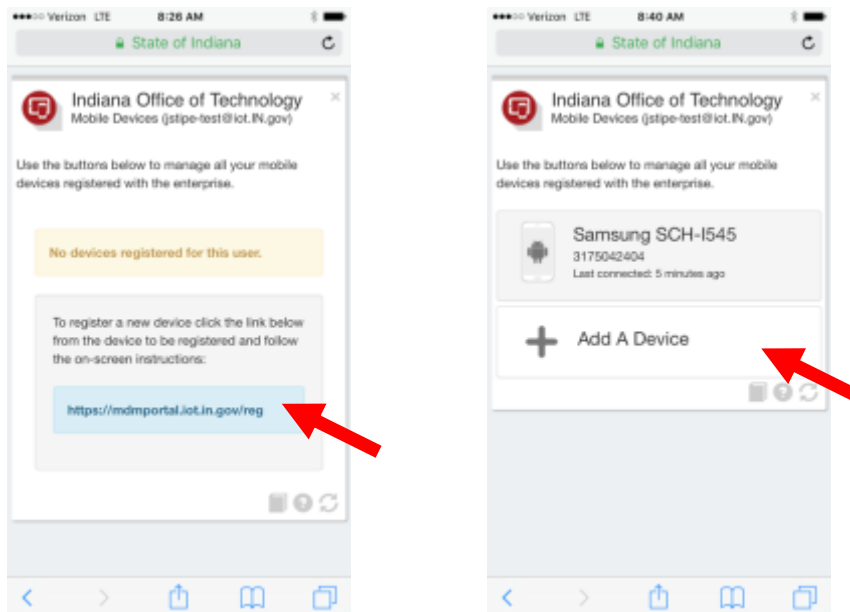 Verizon LTE 8:26 AM
State of Indiana
Indiana Office of Technology
Mobile Devices (jstipe-test@iot.IN.gov)
Use the buttons below to manage all your mobile
devices registered with the enterprise.
No devices registered for this user.
To register a new device click the link below
from the device to be registered and follow
the on-screen instructions:
https://mdmportal.iot.in.gov/reg
Verizon LTE 8:40 AM
State of Indiana
Indiana Office of Technology
Mobile Devices (jstipe-test@iot.IN.gov)
Use the buttons below to manage all your mobile
devices registered with the enterprise.
Samsung SCH-I545
3175042404
Last connected: 5 minutes ago
Add A Device